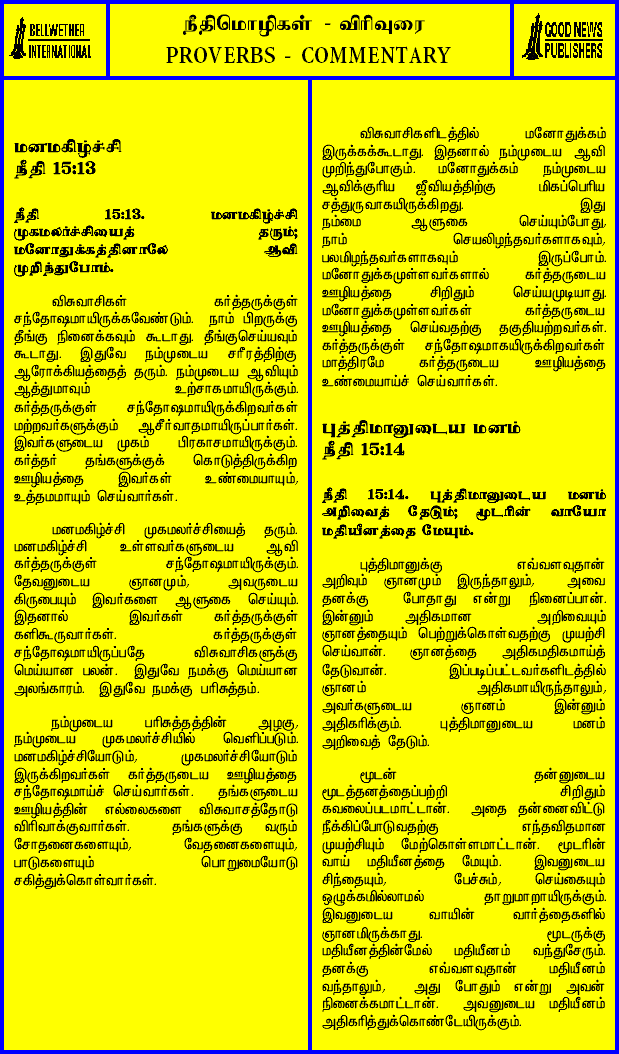 BELLWETHER
INTERNATIONAL
நீதிமொழிகள் - விரிவுரை
PROVERBS - COMMENTARY
GOOD NEWS
PUBLISHERS
மனமகிழ்ச்சி
நீதி 15:13
நீதி 15:13. மனமகிழ்ச்சி
முகமலர்ச்சியைத் தரும்;
மனோதுக்கத்தினாலே ஆவி
முறிந்துபோம்.
விசுவாசிகள் கர்த்தருக்குள்
சந்தோஷமாயிருக்கவேண்டும். நாம் பிறருக்கு
தீங்கு நினைக்கவும் கூடாது. தீங்குசெய்யவும்
கூடாது. இதுவே நம்முடைய சரீரத்திற்கு
ஆரோக்கியத்தைத் தரும். நம்முடைய ஆவியும்
ஆத்துமாவும் உற்சாகமாயிருக்கும்.
கர்த்தருக்குள் சந்தோஷமாயிருக்கிறவர்கள்
மற்றவர்களுக்கும் ஆசீர்வாதமாயிருப்பார்கள்.
இவர்களுடைய முகம் பிரகாசமாயிருக்கும்.
கர்த்தர் தங்களுக்குக் கொடுத்திருக்கிற
ஊழியத்தை இவர்கள் உண்மையாயும்,
உத்தமமாயும் செய்வார்கள்.
மனமகிழ்ச்சி முகமலர்ச்சியைத் தரும்.
மனமகிழ்ச்சி உள்ளவர்களுடைய ஆவி
கர்த்தருக்குள் சந்தோஷமாயிருக்கும்.
தேவனுடைய ஞானமும், அவருடைய
கிருபையும் இவர்களை ஆளுகை செய்யும்.
இதனால் இவர்கள் கர்த்தருக்குள்
களிகூருவார்கள். கர்த்தருக்குள்
சந்தோஷமாயிருப்பதே விசுவாசிகளுக்கு
மெய்யான பலன். இதுவே நமக்கு மெய்யான
அலங்காரம். இதுவே நமக்கு பரிசுத்தம்.
நம்முடைய பரிசுத்தத்தின் அழகு,
நம்முடைய முகமலர்ச்சியில் வெளிப்படும்.
மனமகிழ்ச்சியோடும், முகமலர்ச்சியோடும்
இருக்கிறவர்கள் கர்த்தருடைய ஊழியத்தை
சந்தோஷமாய்ச் செய்வார்கள். தங்களுடைய
ஊழியத்தின் எல்லைகளை விசுவாசத்தோடு
விரிவாக்குவார்கள். தங்களுக்கு வரும்
சோதனைகளையும், வேதனைகளையும்,
பாடுகளையும் பொறுமையோடு
சகித்துக்கொள்வார்கள்.
விசுவாசிகளிடத்தில் மனோதுக்கம்
இருக்கக்கூடாது. இதனால் நம்முடைய ஆவி
முறிந்துபோகும். மனோதுக்கம் நம்முடைய
ஆவிக்குரிய ஜீவியத்திற்கு மிகப்பெரிய
சத்துருவாகயிருக்கிறது. இது
நம்மை ஆளுகை செய்யும்போது,
நாம் செயலிழந்தவர்களாகவும்,
பலமிழந்தவர்களாகவும் இருப்போம்.
மனோதுக்கமுள்ளவர்களால் கர்த்தருடைய
ஊழியத்தை சிறிதும் செய்யமுடியாது.
மனோதுக்கமுள்ளவர்கள் கர்த்தருடைய
ஊழியத்தை செய்வதற்கு தகுதியற்றவர்கள்.
கர்த்தருக்குள் சந்தோஷமாகயிருக்கிறவர்கள்
மாத்திரமே கர்த்தருடைய ஊழியத்தை
உண்மையாய்ச் செய்வார்கள்.
புத்திமானுடைய மனம்
நீதி 15:14
நீதி 15:14. புத்திமானுடைய மனம்
அறிவைத் தேடும்; மூடரின் வாயோ
மதியீனத்தை மேயும்.
புத்திமானுக்கு எவ்வளவுதான்
அறிவும் ஞானமும் இருந்தாலும், அவை
தனக்கு போதாது என்று நினைப்பான்.
இன்னும் அதிகமான அறிவையும்
ஞானத்தையும் பெற்றுக்கொள்வதற்கு முயற்சி
செய்வான். ஞானத்தை அதிகமதிகமாய்த்
தேடுவான். இப்படிப்பட்டவர்களிடத்தில்
ஞானம் அதிகமாயிருந்தாலும்,
அவர்களுடைய ஞானம் இன்னும்
அதிகரிக்கும். புத்திமானுடைய மனம்
அறிவைத் தேடும்.
மூடன் தன்னுடைய
மூடத்தனத்தைப்பற்றி சிறிதும்
கவலைப்படமாட்டான். அதை தன்னைவிட்டு
நீக்கிப்போடுவதற்கு எந்தவிதமான
முயற்சியும் மேற்கொள்ளமாட்டான். மூடரின்
வாய் மதியீனத்தை மேயும். இவனுடைய
சிந்தையும், பேச்சும், செய்கையும்
ஒழுக்கமில்லாமல் தாறுமாறாயிருக்கும்.
இவனுடைய வாயின் வார்த்தைகளில்
ஞானமிருக்காது. மூடருக்கு
மதியீனத்தின்மேல் மதியீனம் வந்துசேரும்.
தனக்கு எவ்வளவுதான் மதியீனம்
வந்தாலும், அது போதும் என்று அவன்
நினைக்கமாட்டான். அவனுடைய மதியீனம்
அதிகரித்துக்கொண்டேயிருக்கும்.